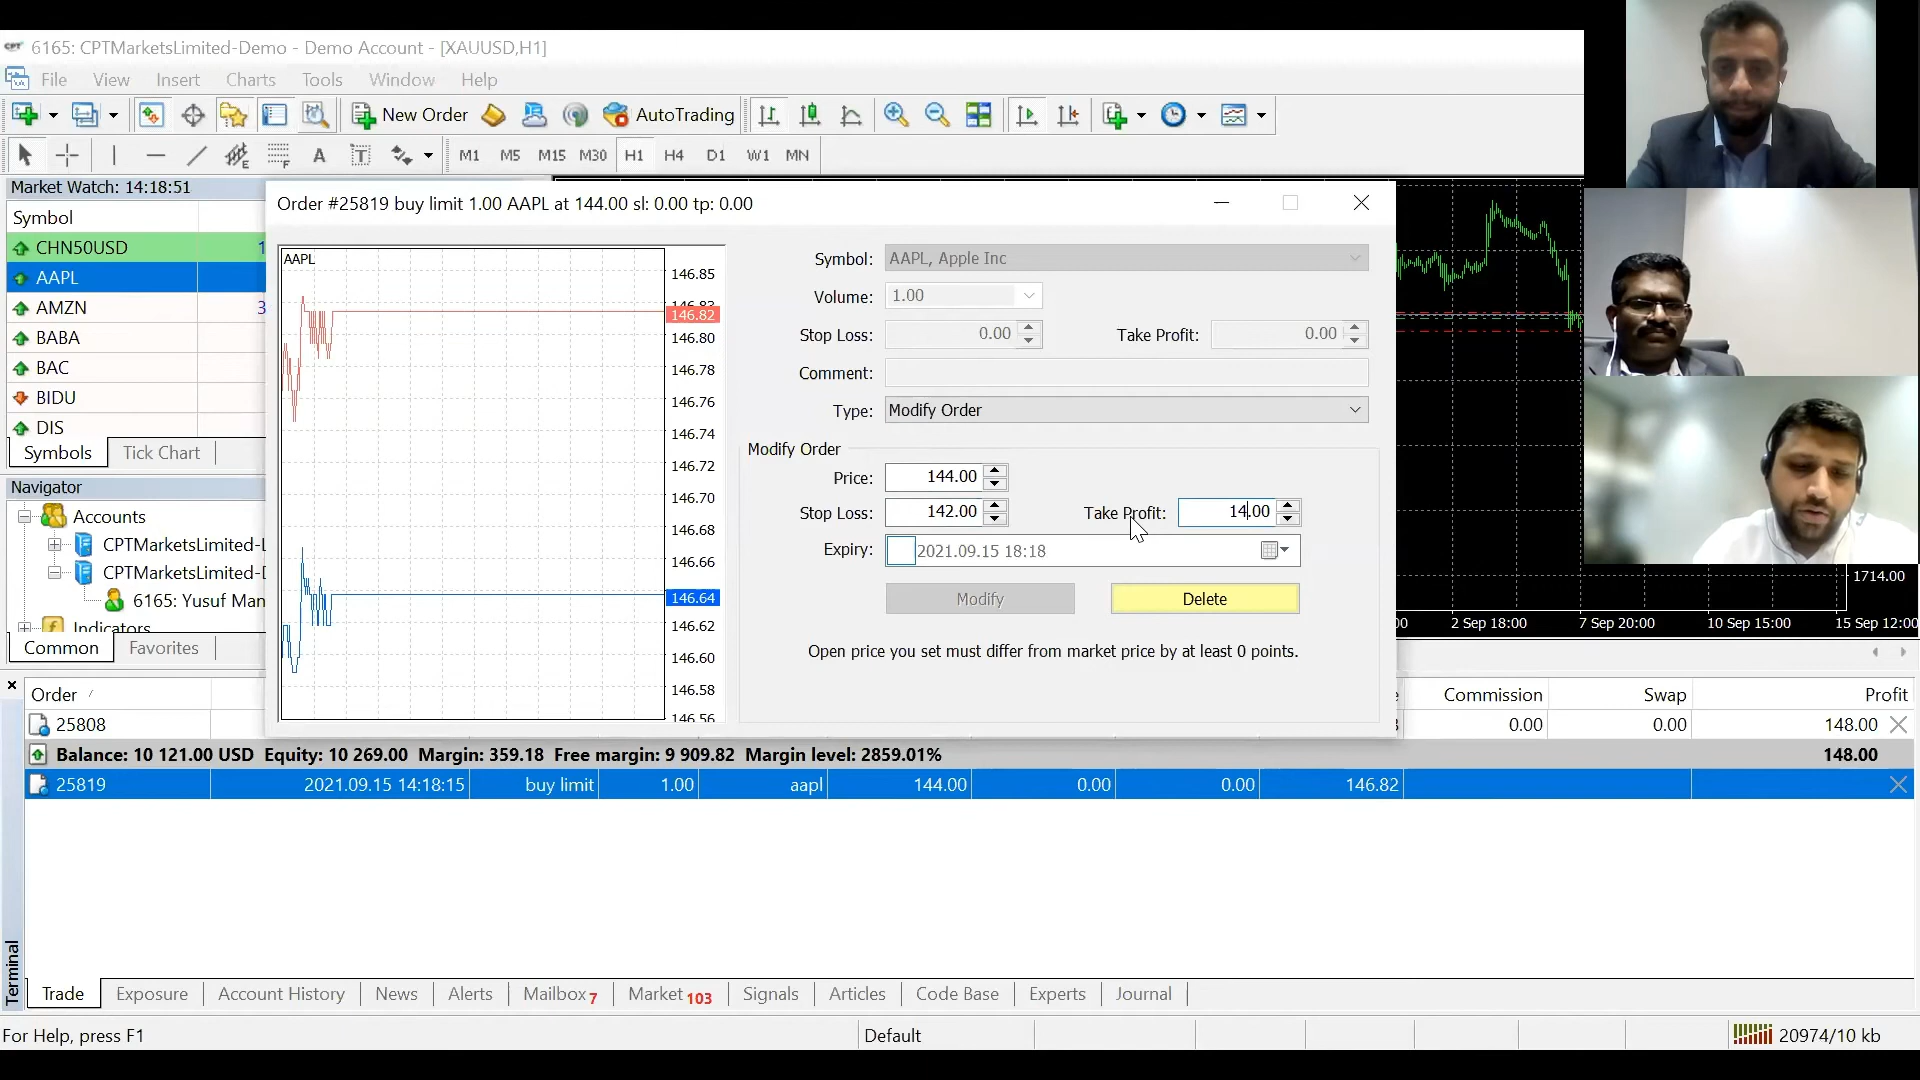 CPT 6165: CPTMarketsLimited-Demo - Demo Account - [XAUUSD,H1]
File View Insert Charts Tools Window Help
New Order AutoTrading
E F A T M1 M5 M15 M30 H1 H4 D1 W1 MN
Market Watch: 14:18:51
Symbol
CHN50USD 1
AAPL
AMZN 3
BABA
BAC
BIDU
DIS
Symbols Tick Chart
Navigator
Accounts
CPTMarketsLimited-L
CPTMarketsLimited-D
6165: Yusuf Man
Indicators
Common Favorites
Order #25819 buy limit 1.00 AAPL at 144.00 sl: 0.00 tp: 0.00
AAPL
146.85
146.82
146.80
146.78
146.76
146.74
146.72
146.70
146.68
146.66
146.64
146.62
146.60
146.58
146.56
Symbol: AAPL, Apple Inc
Volume: 1.00
Stop Loss: 0.00 Take Profit: 0.00
Comment:
Type: Modify Order
Modify Order
Price: 144.00
Stop Loss: 142.00 Take Profit: 14.00
Expiry: 2021.09.15 18:18
Modify Delete
Open price you set must differ from market price by at least 0 points.
1714.00
2 Sep 18:00 7 Sep 20:00 10 Sep 15:00 15 Sep 12:00
Order Commission Swap Profit
25808 0.00 0.00 148.00
Balance: 10 121.00 USD Equity: 10 269.00 Margin: 359.18 Free margin: 9 909.82 Margin level: 2859.01% 148.00
25819 2021.09.15 14:18:15 buy limit 1.00 aapl 144.00 0.00 0.00 146.82
Terminal
Trade Exposure Account History News Alerts Mailbox 7 Market 103 Signals Articles Code Base Experts Journal
For Help, press F1 Default 20974/10 kb